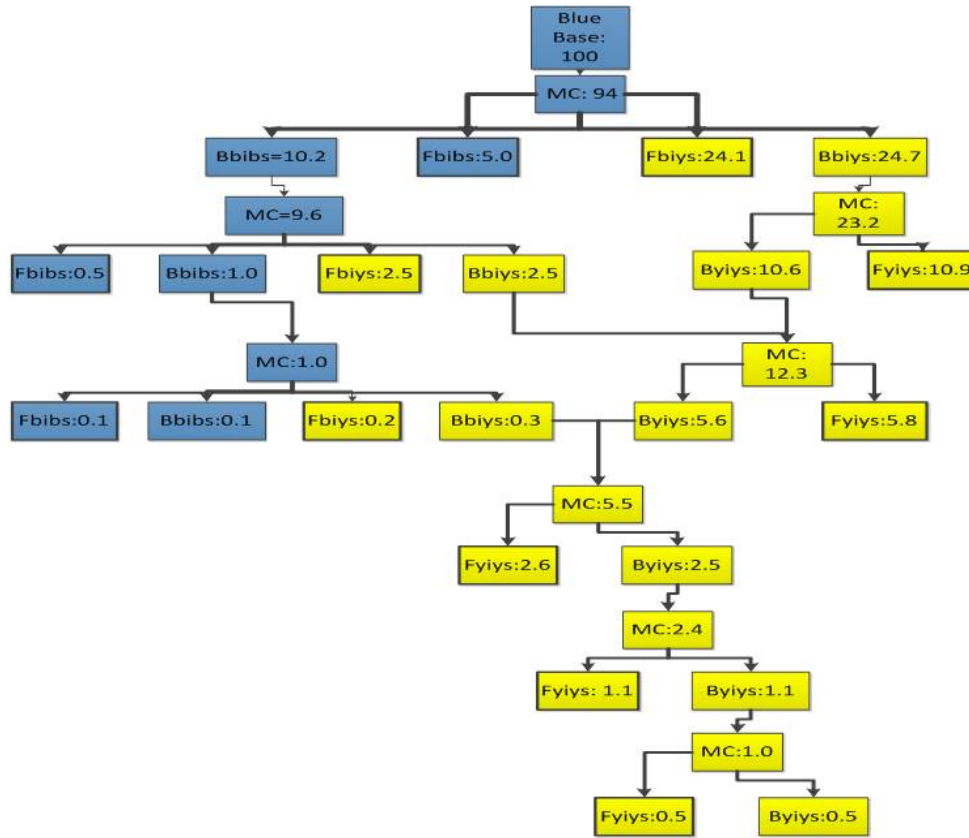 Blue
Base:
100
MC: 94
Bbibs=10.2
Fbibs:5.0
Fbiys:24.1
Bbiys:24.7
MC=9.6
MC:
23.2
Fbibs:0.5
Bbibs:1.0
Fbiys:2.5
Bbiys:2.5
Byiys:10.6
Fyiys:10.9
MC:1.0
MC:
12.3
Fbibs:0.1
Bbibs:0.1
Fbiys:0.2
Bbiys:0.3
Byiys:5.6
Fyiys:5.8
MC:5.5
Fyiys:2.6
Byiys:2.5
MC:2.4
Fyiys: 1.1
Byiys:1.1
MC:1.0
Fyiys:0.5
Byiys:0.5